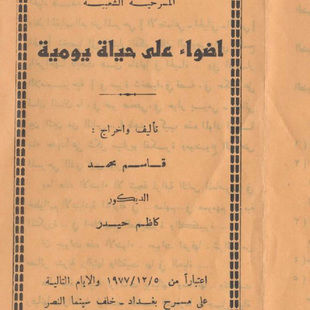 المسرحية الشعبية
اضواء على حياة يومية
تأليف واخراج :
قاسم محمد
الديكور
كاظم حيدر
اعتباراً من ١٩٧٧/١٢/٥ والايام التالية
على مسرح بغداد - خلف سينما النصر